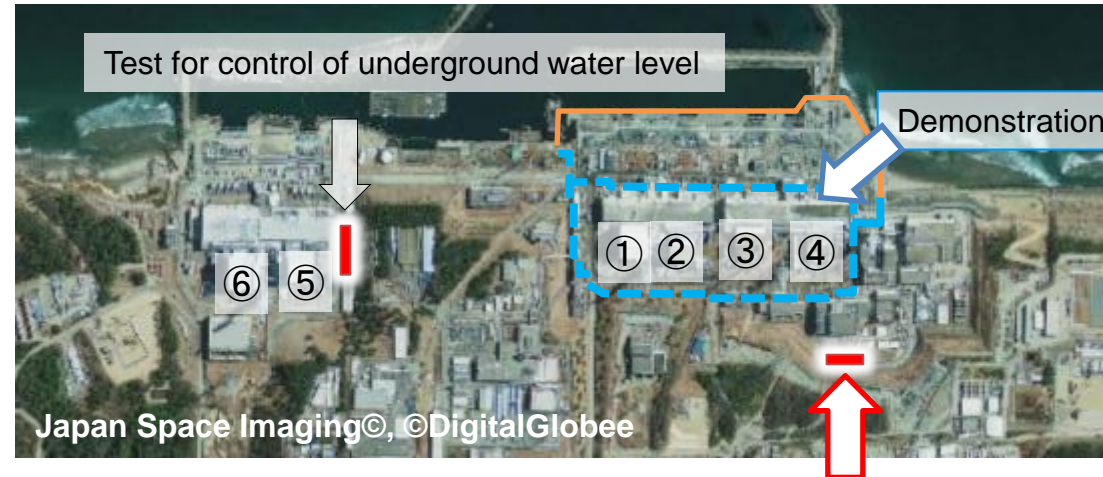 Test for control of underground water level
Demonstration
① ② ③ ④
⑥ ⑤
Japan Space Imaging©, ©DigitalGlobee